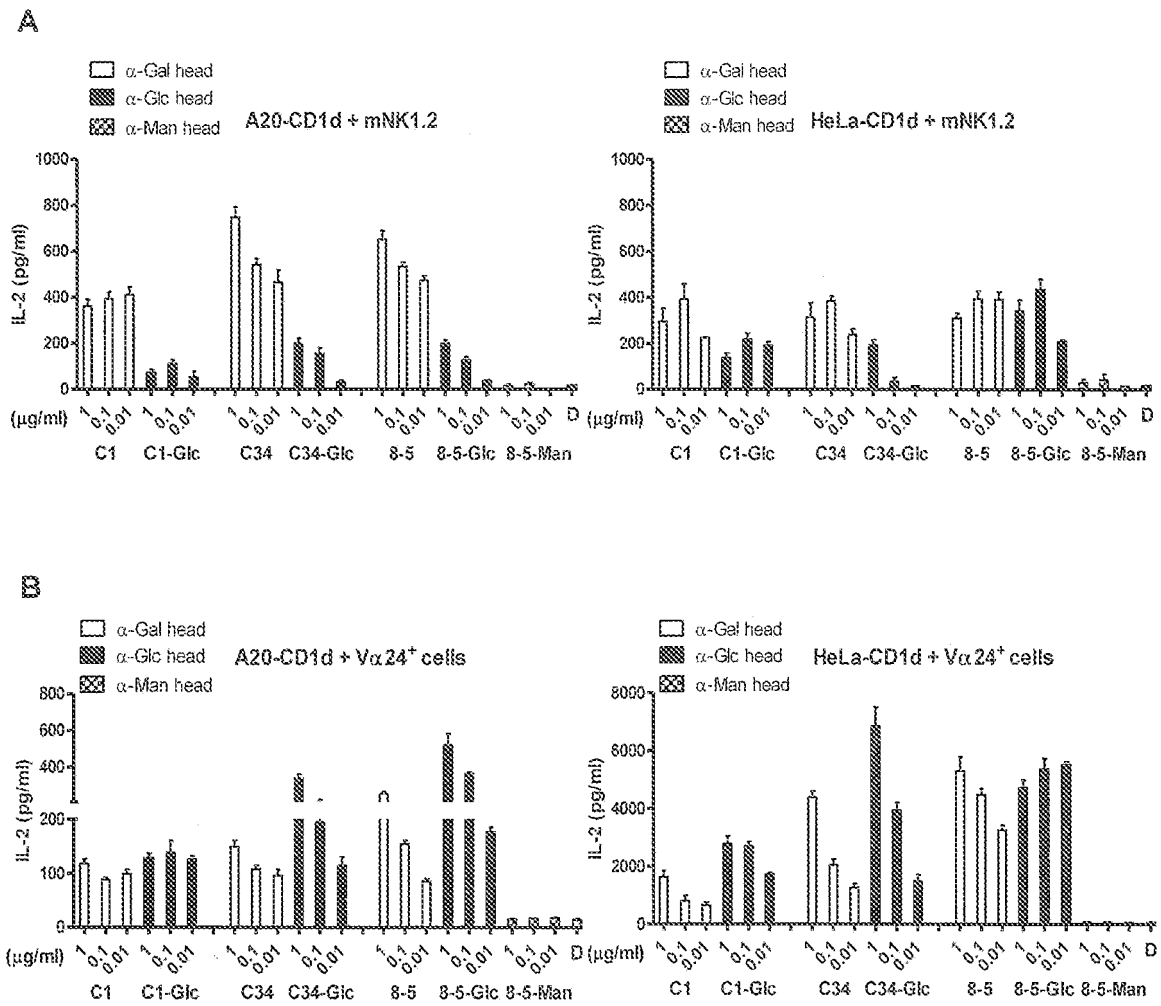 A
α-Gal head
α-Glc head
α-Man head
A20-CD1d + mNK1.2
1000
800
600
400
200
0
IL-2 (pg/ml)
(μg/ml)
1 0.1 0.01 1 0.1 0.01 1 0.1 0.01 1 0.1 0.01 1 0.1 0.01 1 0.1 0.01 1 0.1 0.01 D
C1 C1-Glc C34 C34-Glc 8-5 8-5-Glc 8-5-Man
α-Gal head
α-Glc head
α-Man head
HeLa-CD1d + mNK1.2
1000
800
600
400
200
0
IL-2 (pg/ml)
(μg/ml)
1 0.1 0.01 1 0.1 0.01 1 0.1 0.01 1 0.1 0.01 1 0.1 0.01 1 0.1 0.01 1 0.1 0.01 D
C1 C1-Glc C34 C34-Glc 8-5 8-5-Glc 8-5-Man
B
α-Gal head
α-Glc head
α-Man head
A20-CD1d + Vα24⁺ cells
800
600
400
200
100
0
IL-2 (pg/ml)
(μg/ml)
1 0.1 0.01 1 0.1 0.01 1 0.1 0.01 1 0.1 0.01 1 0.1 0.01 1 0.1 0.01 1 0.1 0.01 D
C1 C1-Glc C34 C34-Glc 8-5 8-5-Glc 8-5-Man
α-Gal head
α-Glc head
α-Man head
HeLa-CD1d + Vα24⁺ cells
8000
6000
4000
2000
0
IL-2 (pg/ml)
(μg/ml)
1 0.1 0.01 1 0.1 0.01 1 0.1 0.01 1 0.1 0.01 1 0.1 0.01 1 0.1 0.01 1 0.1 0.01 D
C1 C1-Glc C34 C34-Glc 8-5 8-5-Glc 8-5-Man